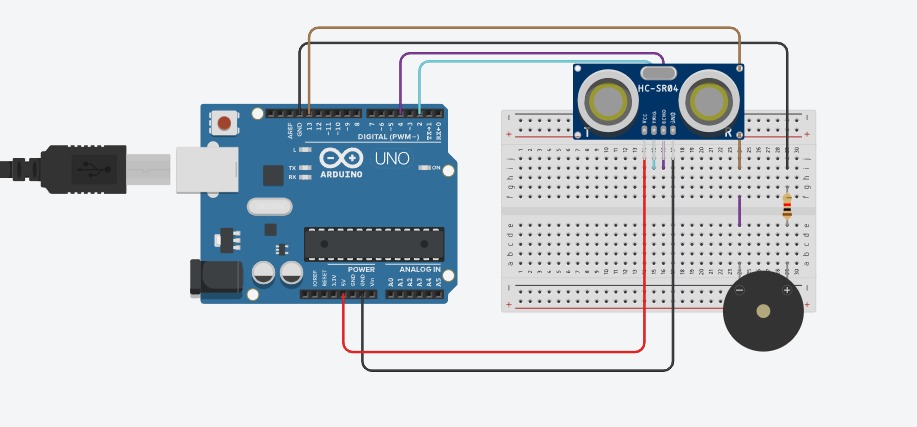 HC-SR04
VCC
TRIG
ECHO
GND
T
R
AREF
GND
13
12
~11
~10
~9
8
7
~6
~5
4
~3
2
TX→1
RX←0
DIGITAL (PWM~)
L
TX
RX
ARDUINO
UNO
ON
POWER
ANALOG IN
IOREF
RESET
3.3V
5V
GND
GND
Vin
A0
A1
A2
A3
A4
A5
j
i
h
g
f
e
d
c
b
a